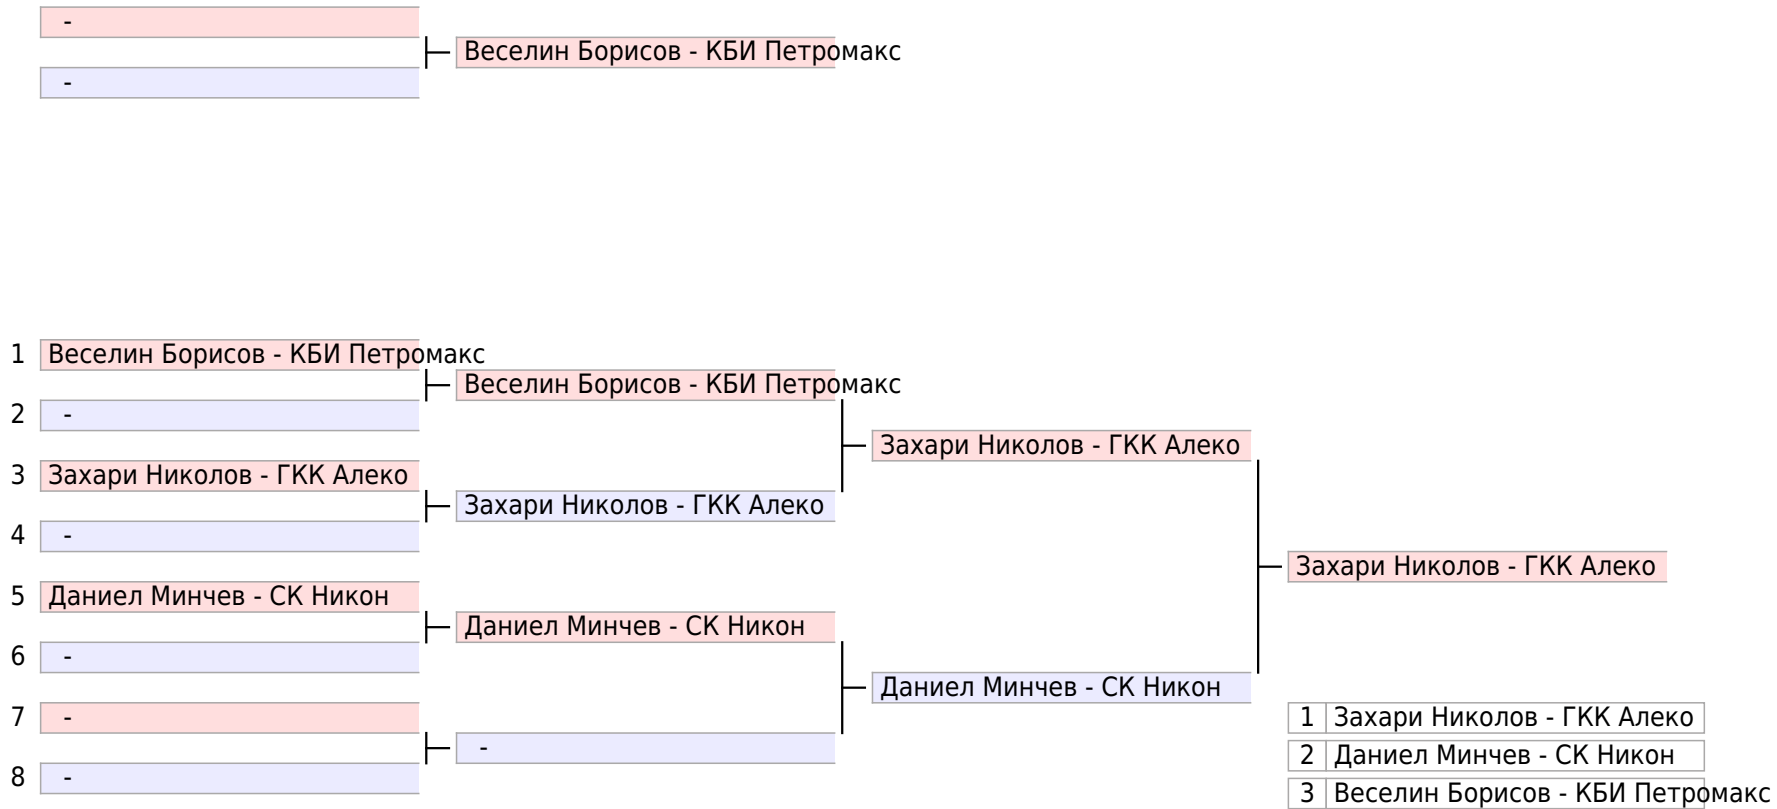 -
Веселин Борисов - КБИ Петромакс
-
1 Веселин Борисов - КБИ Петромакс
Веселин Борисов - КБИ Петромакс
2 -
Захари Николов - ГКК Алеко
3 Захари Николов - ГКК Алеко
Захари Николов - ГКК Алеко
4 -
Захари Николов - ГКК Алеко
5 Даниел Минчев - СК Никон
Даниел Минчев - СК Никон
6 -
Даниел Минчев - СК Никон
7 -
-
8 -
1 Захари Николов - ГКК Алеко
2 Даниел Минчев - СК Никон
3 Веселин Борисов - КБИ Петромакс